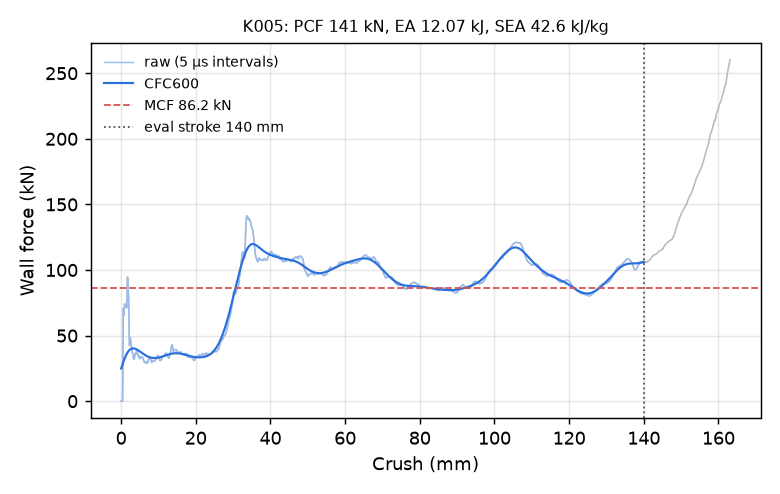 K005: PCF 141 kN, EA 12.07 kJ, SEA 42.6 kJ/kg
raw (5 µs intervals)
CFC600
MCF 86.2 kN
eval stroke 140 mm
Wall force (kN)
250
200
150
100
50
0
0 20 40 60 80 100 120 140 160
Crush (mm)